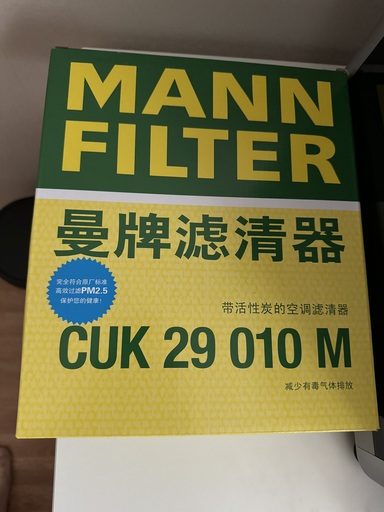 MANN
FILTER
曼牌滤清器
完全符合原厂标准
高效过滤PM2.5
保护您的健康!
带活性炭的空调滤清器
CUK 29 010 M
减少有毒气体排放